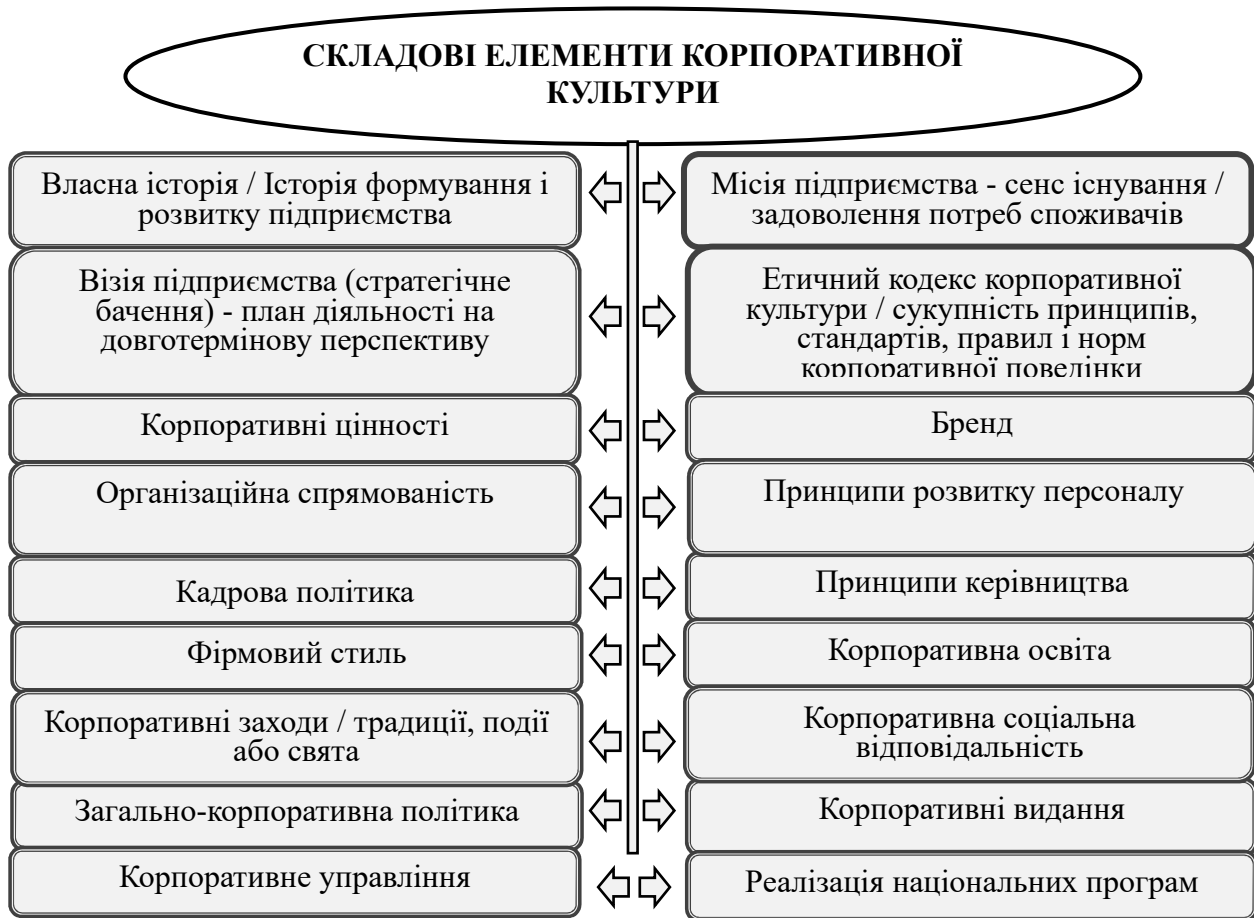 СКЛАДОВІ ЕЛЕМЕНТИ КОРПОРАТИВНОЇ
КУЛЬТУРИ
Власна історія / Історія формування і
розвитку підприємства
Місія підприємства - сенс існування /
задоволення потреб споживачів
Візія підприємства (стратегічне
бачення) - план діяльності на
довготермінову перспективу
Етичний кодекс корпоративної
культури / сукупність принципів,
стандартів, правил і норм
корпоративної поведінки
Корпоративні цінності
Бренд
Організаційна спрямованість
Принципи розвитку персоналу
Кадрова політика
Принципи керівництва
Фірмовий стиль
Корпоративна освіта
Корпоративні заходи / традиції, події
або свята
Корпоративна соціальна
відповідальність
Загально-корпоративна політика
Корпоративні видання
Корпоративне управління
Реалізація національних програм